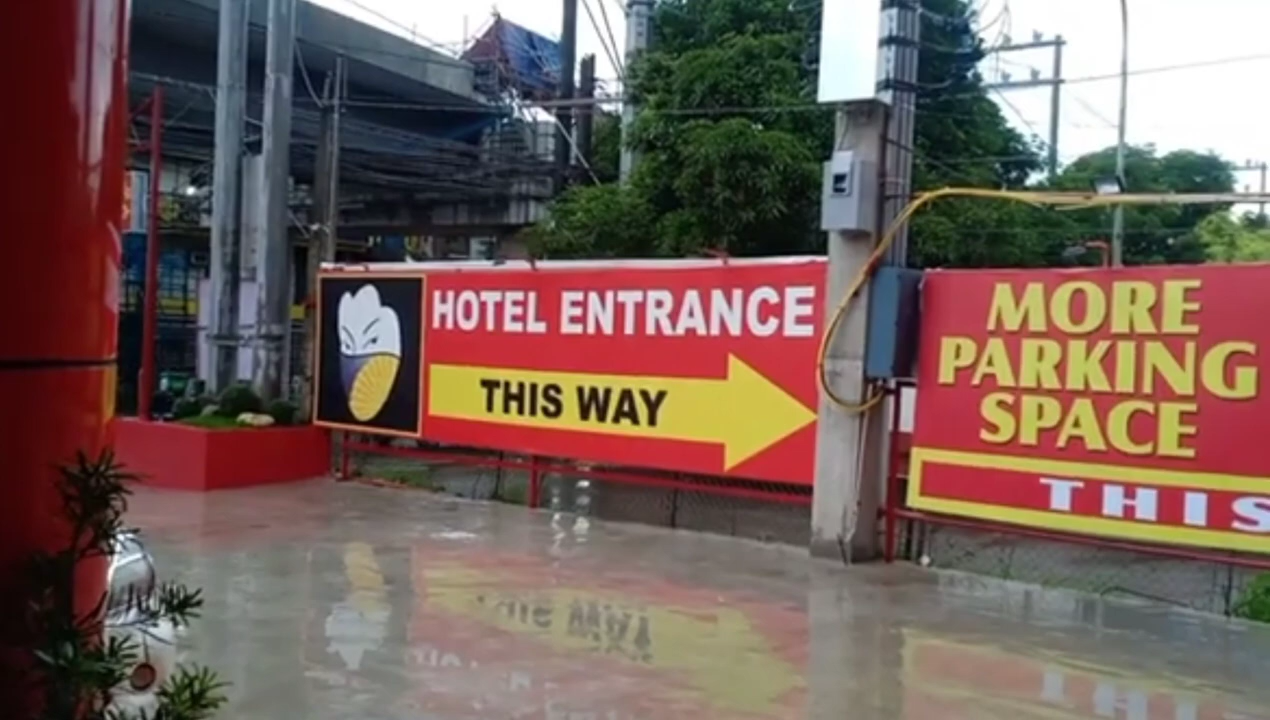 HOTEL ENTRANCE
THIS WAY
MORE
PARKING
SPACE
THIS